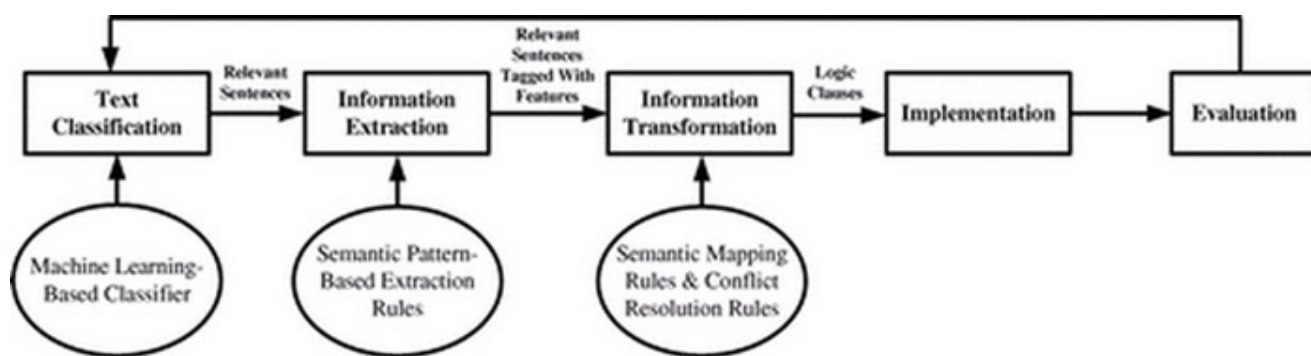 Relevant
Sentences
Tagged With
Features
Relevant
Sentences
Logic
Clauses
Text
Classification
Information
Extraction
Information
Transformation
Implementation
Evaluation
Machine Learning-
Based Classifier
Semantic Pattern-
Based Extraction
Rules
Semantic Mapping
Rules & Conflict
Resolution Rules